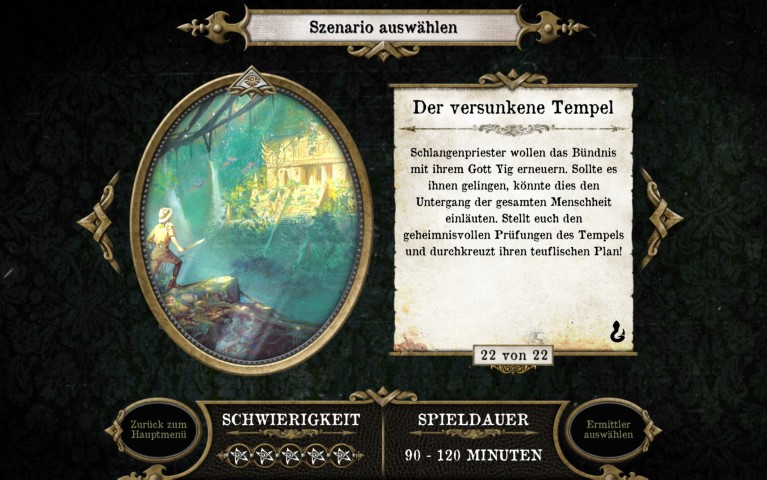 Szenario auswählen
Der versunkene Tempel
Schlangenpriester wollen das Bündnis
mit ihrem Gott Yig erneuern. Sollte es
ihnen gelingen, könnte dies den
Untergang der gesamten Menschheit
einläuten. Stellt euch den
geheimnisvollen Prüfungen des Tempels
und durchkreuzt ihren teuflischen Plan!
22 von 22
Zurück zum
Hauptmenü
SCHWIERIGKEIT
SPIELDAUER
90 - 120 MINUTEN
Ermittler
auswählen